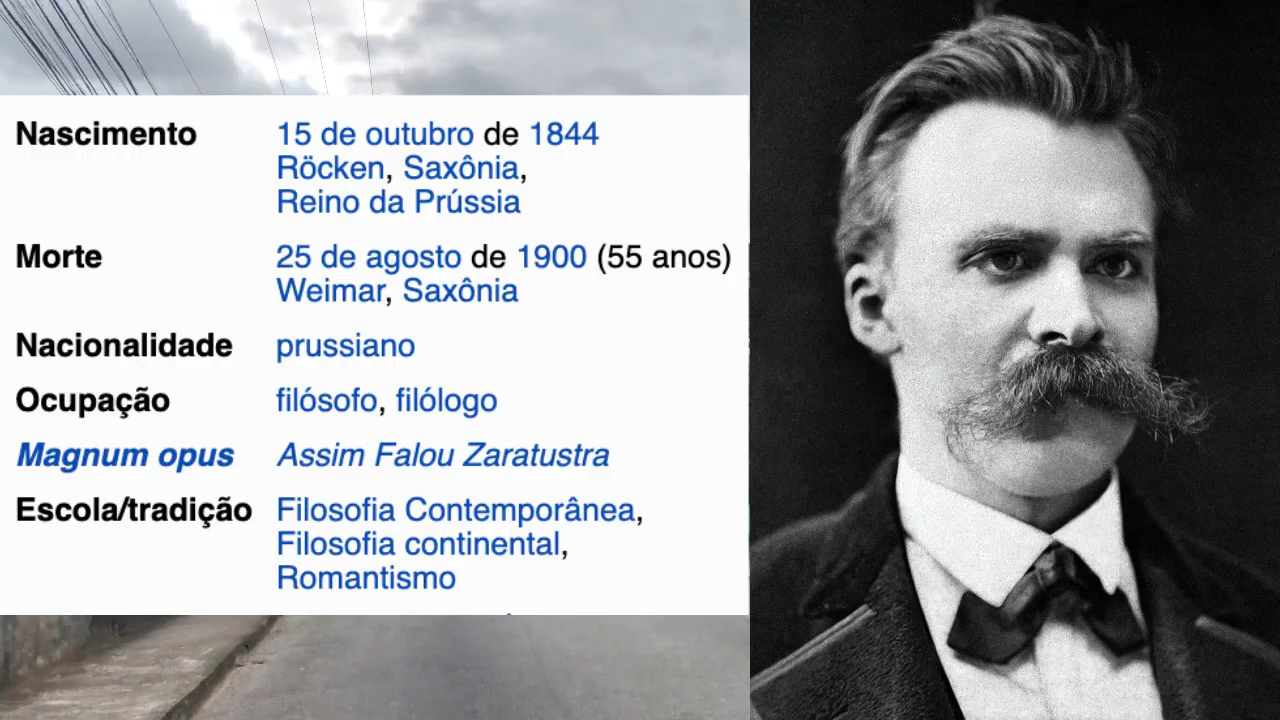 Nascimento 15 de outubro de 1844
Röcken, Saxônia,
Reino da Prússia
Morte 25 de agosto de 1900 (55 anos)
Weimar, Saxônia
Nacionalidade prussiano
Ocupação filósofo, filólogo
Magnum opus Assim Falou Zaratustra
Escola/tradição Filosofia Contemporânea,
Filosofia continental,
Romantismo